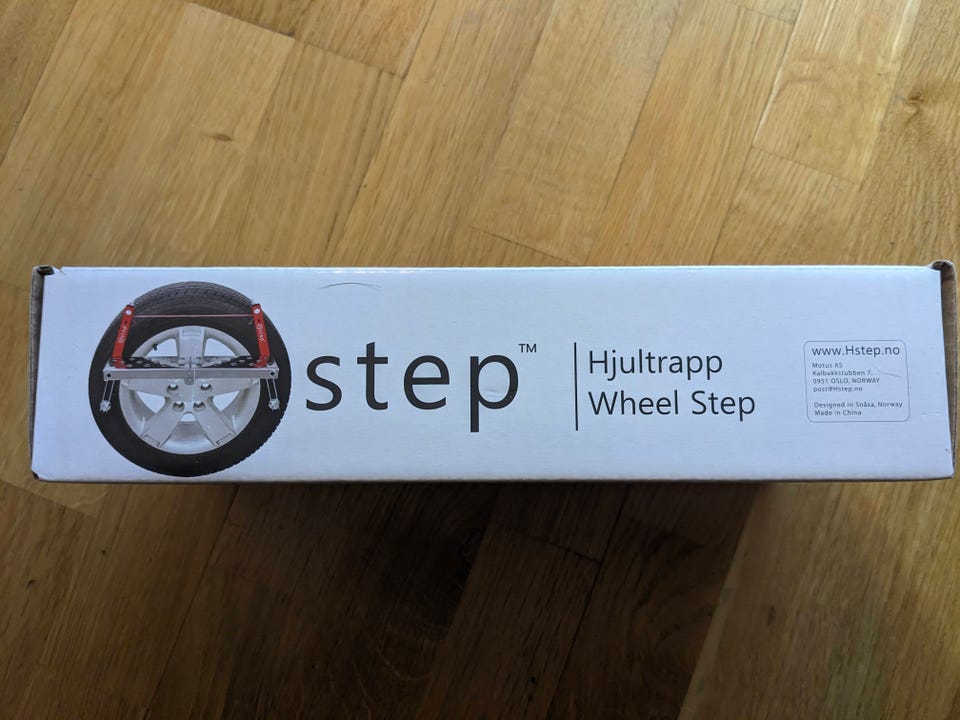 step™
Hjultrapp
Wheel Step
www.Hstep.no
Motus AS
Kalbakkstubben 7,
0951 OSLO, NORWAY
post@Hstep.no
Designed in Snåsa, Norway
Made in China